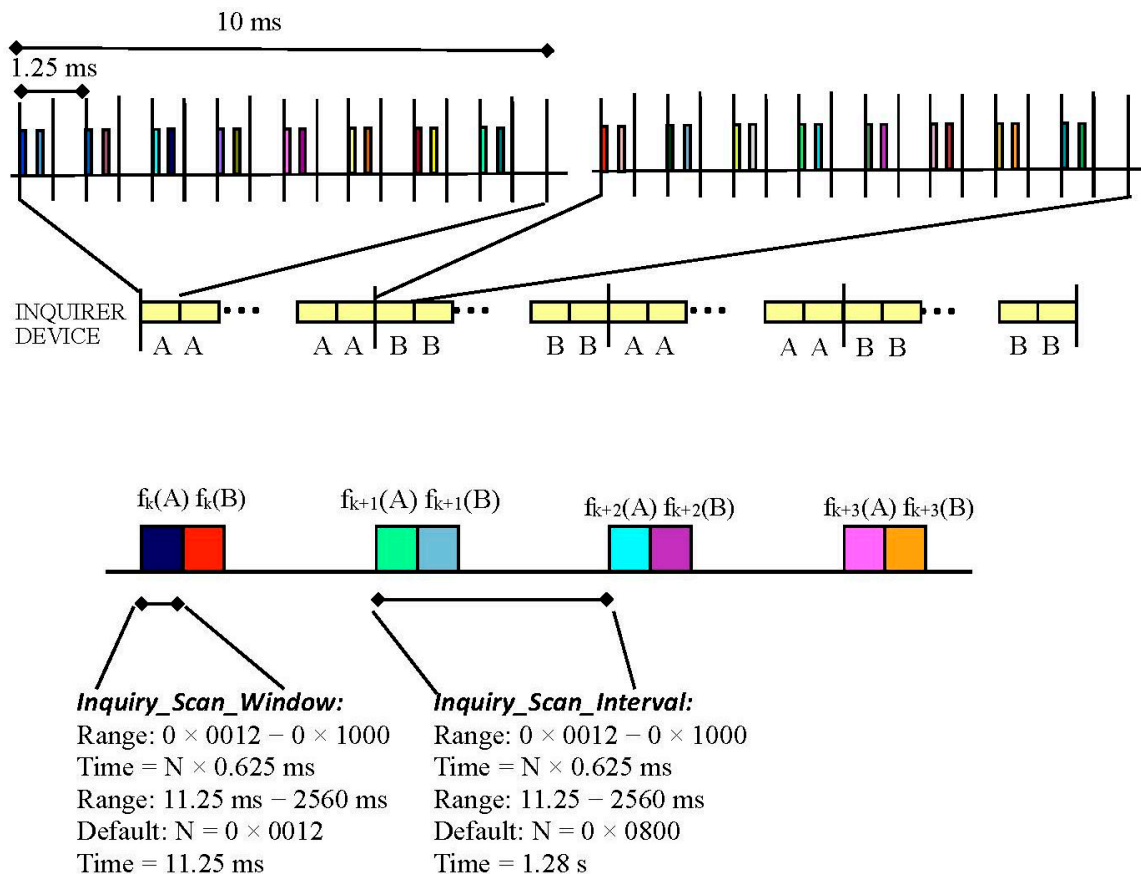 10 ms
1.25 ms
INQUIRER
DEVICE
A A
A A B B
B B A A
A A B B
B B
fₖ(A) fₖ(B)
fₖ₊₁(A) fₖ₊₁(B)
fₖ₊₂(A) fₖ₊₂(B)
fₖ₊₃(A) fₖ₊₃(B)
Inquiry_Scan_Window:
Range: 0 × 0012 – 0 × 1000
Time = N × 0.625 ms
Range: 11.25 ms – 2560 ms
Default: N = 0 × 0012
Time = 11.25 ms
Inquiry_Scan_Interval:
Range: 0 × 0012 – 0 × 1000
Time = N × 0.625 ms
Range: 11.25 – 2560 ms
Default: N = 0 × 0800
Time = 1.28 s